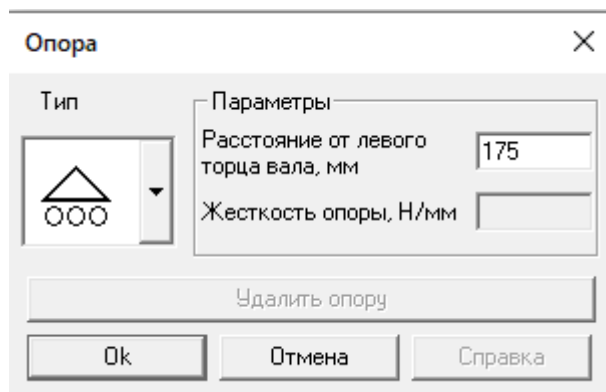 Опора
Тип
Параметры
Расстояние от левого
торца вала, мм
175
Жесткость опоры, Н/мм
Удалить опору
Ok
Отмена
Справка